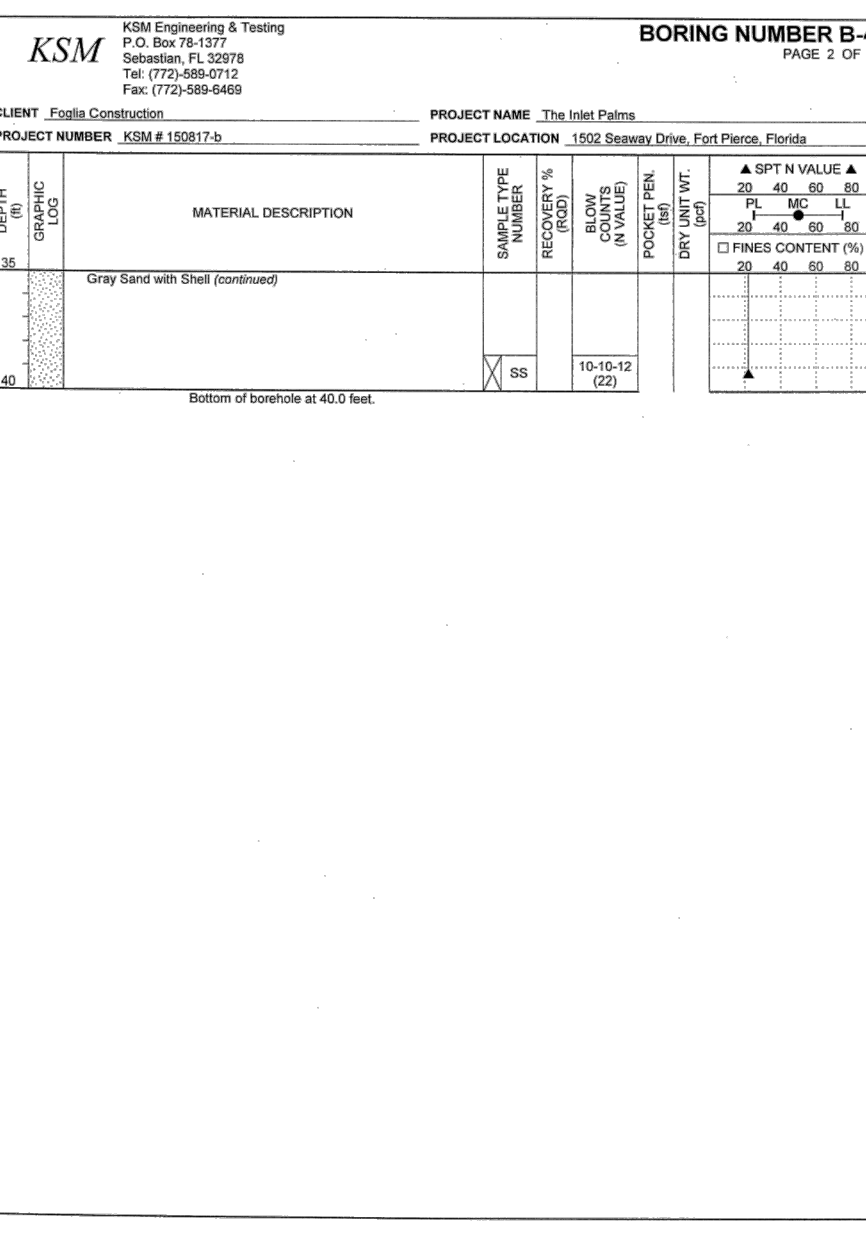 KSM
KSM Engineering & Testing
P.O. Box 78-1377
Sebastian, FL 32978
Tel: (772)-589-0712
Fax: (772)-589-6469
BORING NUMBER B-4
PAGE 2 OF
CLIENT Foglia Construction
PROJECT NAME The Inlet Palms
PROJECT NUMBER KSM # 150817-b
PROJECT LOCATION 1502 Seaway Drive, Fort Pierce, Florida
DEPTH (ft)
GRAPHIC LOG
MATERIAL DESCRIPTION
SAMPLE TYPE NUMBER
RECOVERY % (RQD)
BLOW COUNTS (N VALUE)
POCKET PEN. (tsf)
DRY UNIT WT. (pcf)
▲ SPT N VALUE ▲
20 40 60 80
PL MC LL
20 40 60 80
□ FINES CONTENT (%)
20 40 60 80
35
Gray Sand with Shell (continued)
40
SS
10-10-12
(22)
Bottom of borehole at 40.0 feet.